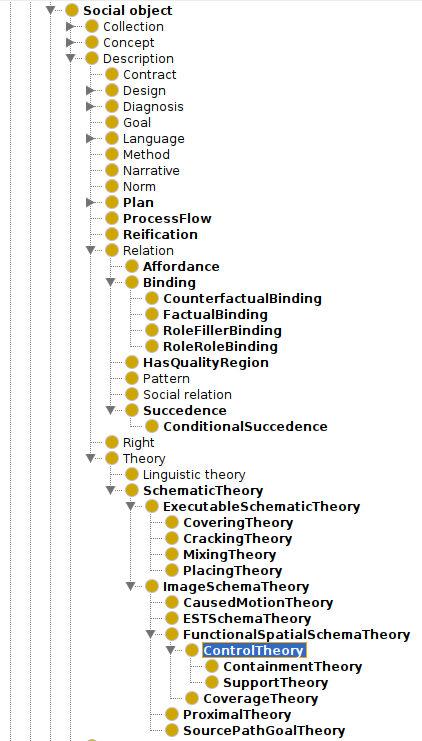 Social object
Collection
Concept
Description
Contract
Design
Diagnosis
Goal
Language
Method
Narrative
Norm
Plan
ProcessFlow
Reification
Relation
Affordance
Binding
CounterfactualBinding
FactualBinding
RoleFillerBinding
RoleRoleBinding
HasQualityRegion
Pattern
Social relation
Succedence
ConditionalSuccedence
Right
Theory
Linguistic theory
SchematicTheory
ExecutableSchematicTheory
CoveringTheory
CrackingTheory
MixingTheory
PlacingTheory
ImageSchemaTheory
CausedMotionTheory
ESTSchemaTheory
FunctionalSpatialSchemaTheory
ControlTheory
ContainmentTheory
SupportTheory
CoverageTheory
ProximalTheory
SourcePathGoalTheory